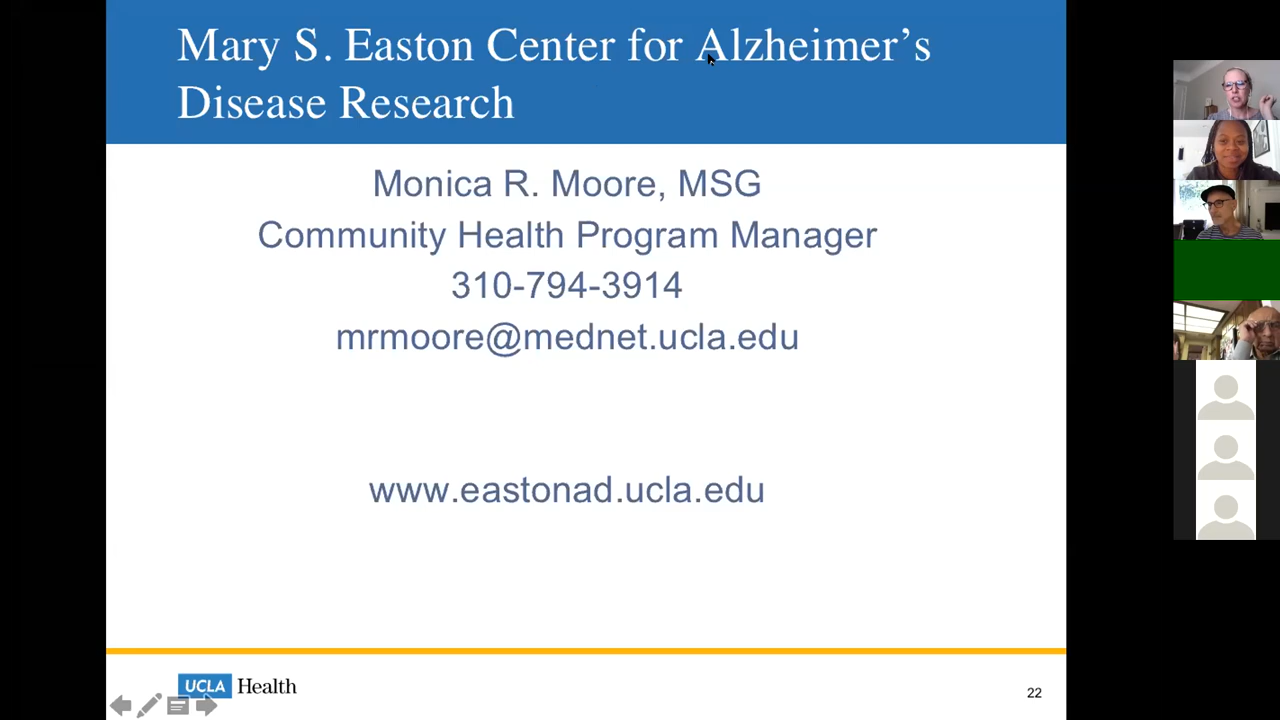 Mary S. Easton Center for Alzheimer’s
Disease Research
Monica R. Moore, MSG
Community Health Program Manager
310-794-3914
mrmoore@mednet.ucla.edu
www.eastonad.ucla.edu
UCLA Health
22